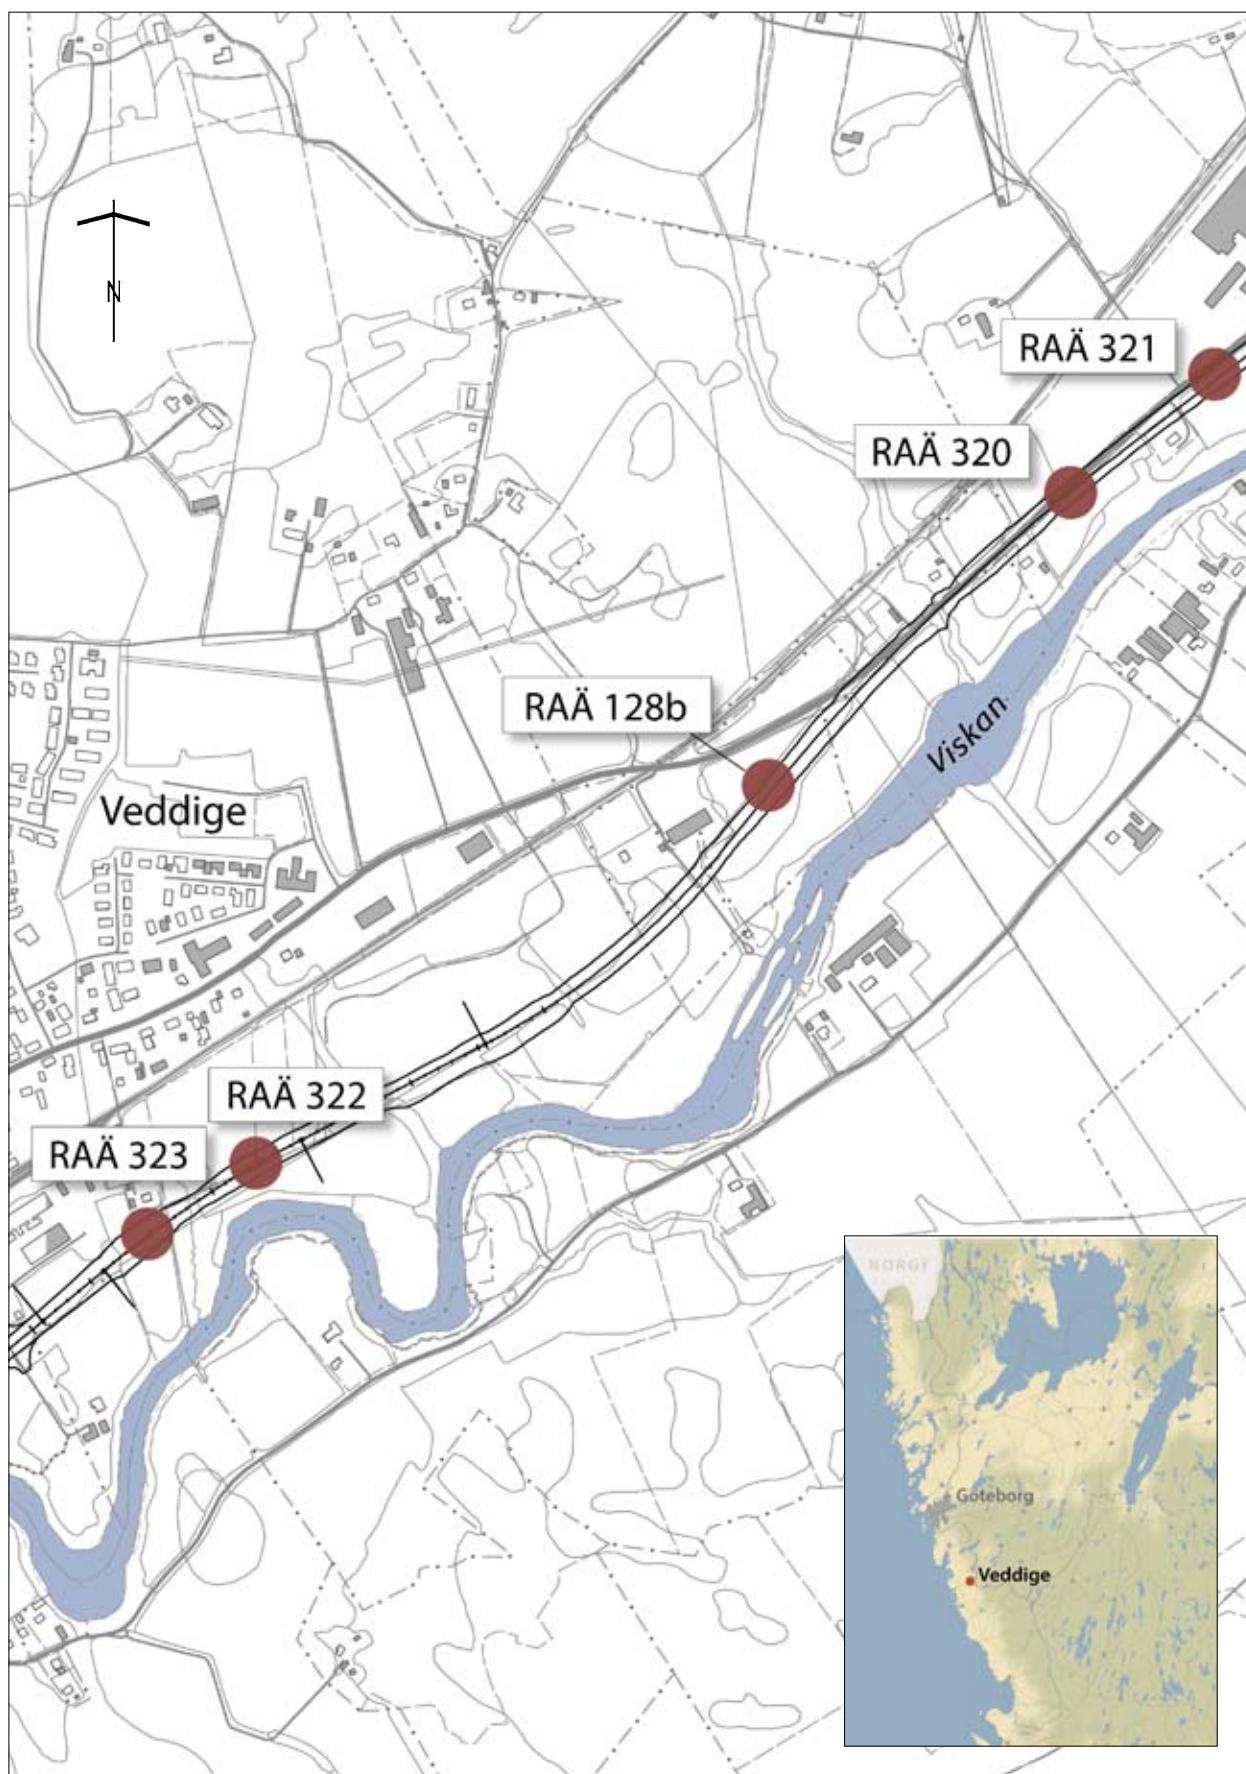 N
RAÄ 321
RAÄ 320
RAÄ 128b
Viskan
Veddige
RAÄ 322
RAÄ 323
NORGE
Göteborg
Veddige